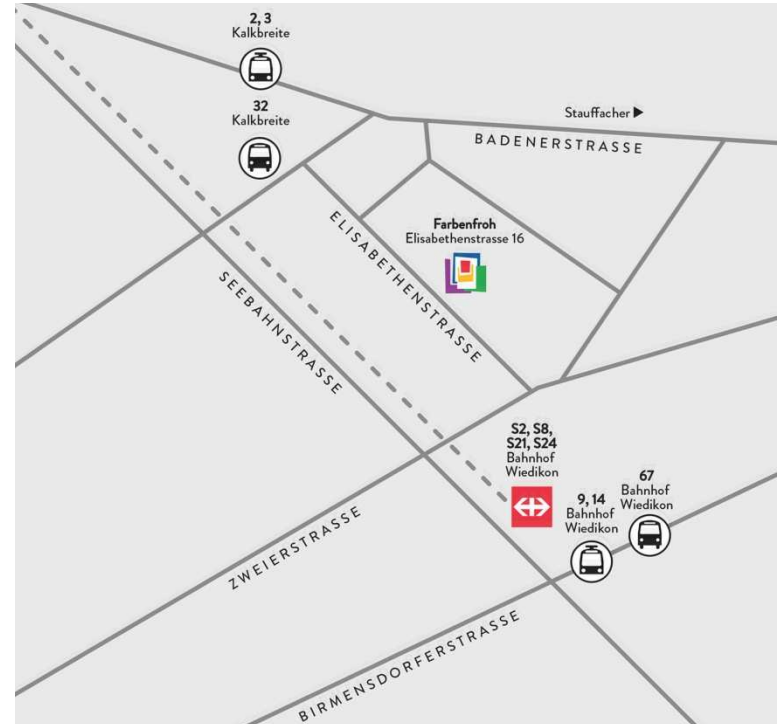 2, 3
Kalkbreite
32
Kalkbreite
Stauffacher
BADENERSTRASSE
Farbenfroh
Elisabethenstrasse 16
ELISABETHENSTRASSE
SEEBAHNSTRASSE
S2, S8,
S21, S24
Bahnhof
Wiedikon
9, 14
Bahnhof
Wiedikon
67
Bahnhof
Wiedikon
ZWEIERSTRASSE
BIRMENSDORFERSTRASSE